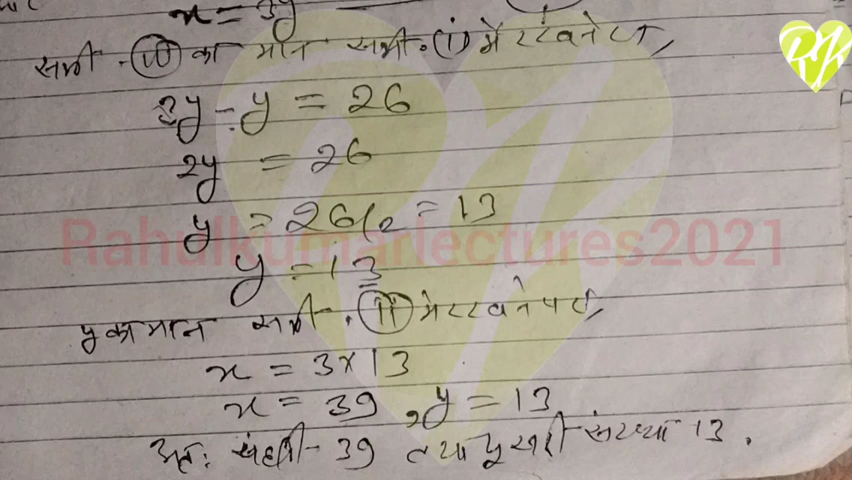 x = 3y
समी. (ii) का मान समी. (i) में रखने पर,
3y - y = 26
2y = 26
y = 26/2 = 13
Rahulkumarlectures2021
y = 13
y का मान समी. (ii) में रखने पर,
x = 3×13
x = 39, y = 13
अतः संख्या - 39 तथा दूसरी संख्या 13.